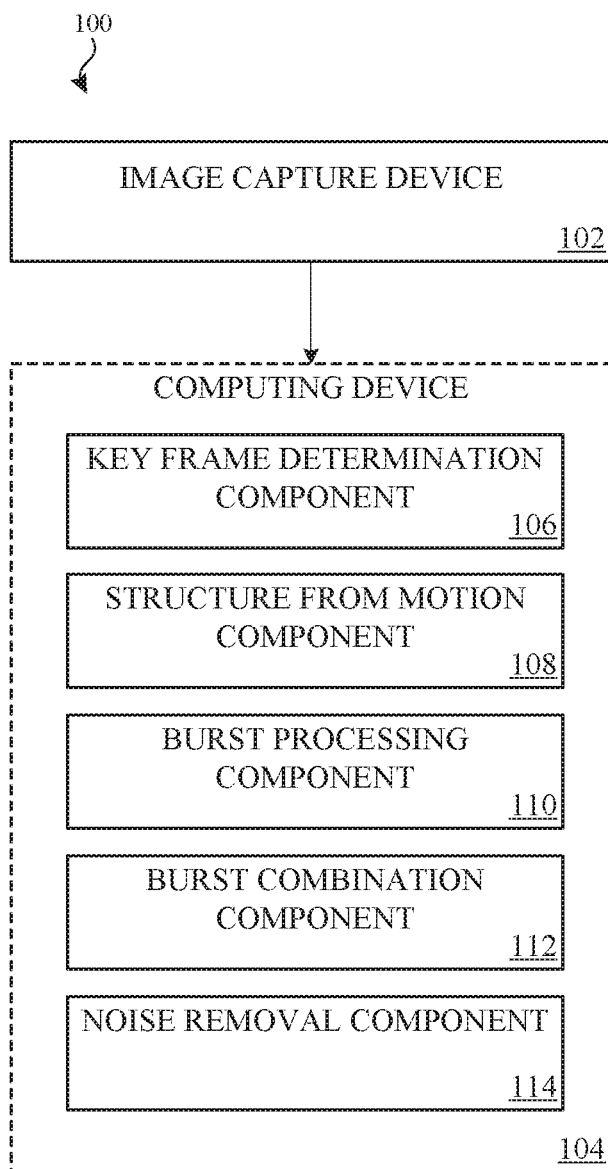 100
IMAGE CAPTURE DEVICE
102
COMPUTING DEVICE
KEY FRAME DETERMINATION
COMPONENT
106
STRUCTURE FROM MOTION
COMPONENT
108
BURST PROCESSING
COMPONENT
110
BURST COMBINATION
COMPONENT
112
NOISE REMOVAL COMPONENT
114
104